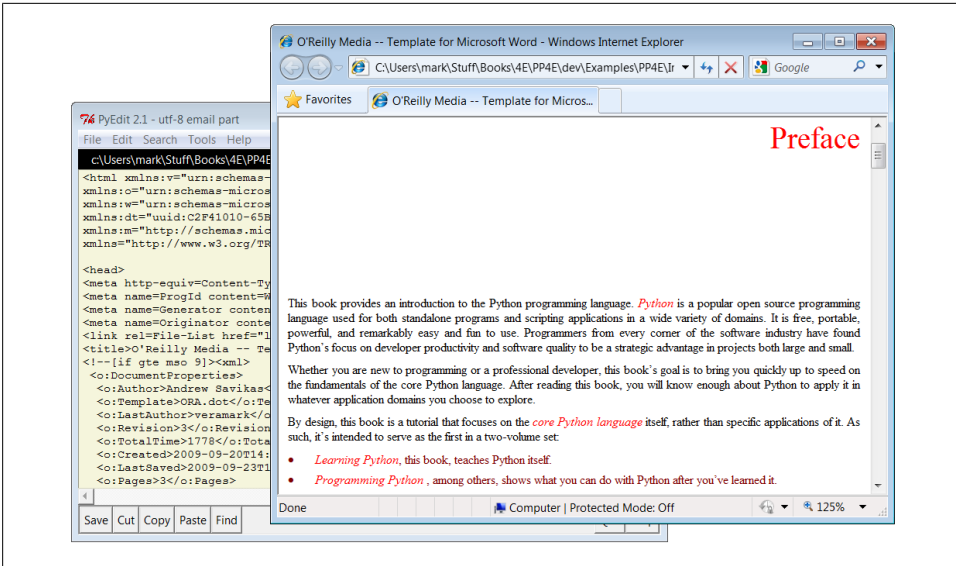 O'Reilly Media -- Template for Microsoft Word - Windows Internet Explorer
C:\Users\mark\Stuff\Books\4E\PP4E\dev\Examples\PP4E\Ir
Google
Favorites
O'Reilly Media -- Template for Micros...
Preface
This book provides an introduction to the Python programming language. Python is a popular open source programming
language used for both standalone programs and scripting applications in a wide variety of domains. It is free, portable,
powerful, and remarkably easy and fun to use. Programmers from every corner of the software industry have found
Python's focus on developer productivity and software quality to be a strategic advantage in projects both large and small.
Whether you are new to programming or a professional developer, this book's goal is to bring you quickly up to speed on
the fundamentals of the core Python language. After reading this book, you will know enough about Python to apply it in
whatever application domains you choose to explore.
By design, this book is a tutorial that focuses on the core Python language itself, rather than specific applications of it. As
such, it's intended to serve as the first in a two-volume set:
• Learning Python, this book, teaches Python itself.
• Programming Python , among others, shows what you can do with Python after you've learned it.
Done
Computer | Protected Mode: Off
125%
PyEdit 2.1 - utf-8 email part
File Edit Search Tools Help
c:\Users\mark\Stuff\Books\4E\PP4E
<html xmlns:v="urn:schemas-
xmlns:o="urn:schemas-micros
xmlns:w="urn:schemas-micros
xmlns:dt="uuid:C2F41010-65B
xmlns:m="http://schemas.mic
xmlns="http://www.w3.org/TR
<head>
<meta http-equiv=Content-Ty
<meta name=ProgId content=W
<meta name=Generator conten
<meta name=Originator conte
<link rel=File-List href="l
<title>O'Reilly Media -- Te
<!--[if gte mso 9]><xml>
<o:DocumentProperties>
<o:Author>Andrew Savikas<
<o:Template>ORA.dot</o:Te
<o:LastAuthor>veramark</o
<o:Revision>3</o:Revision
<o:TotalTime>1778</o:Tota
<o:Created>2009-09-20T14:
<o:LastSaved>2009-09-23T1
<o:Pages>3</o:Pages>
Save Cut Copy Paste Find